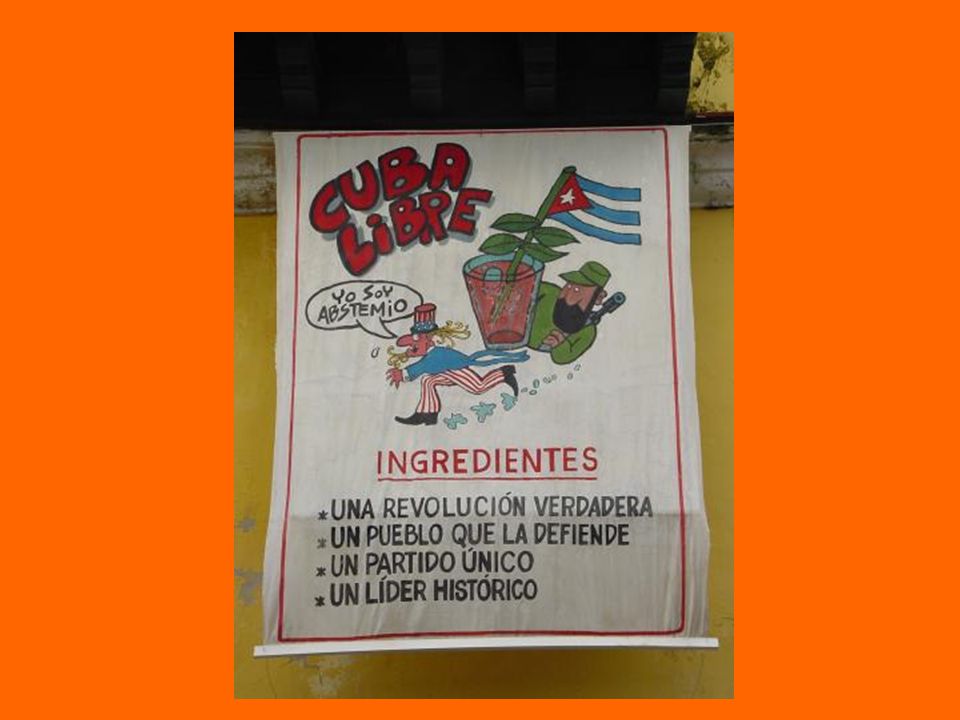 CUBA
LiBRE
YO SOY
ABSTEMiO
INGREDIENTES
* UNA REVOLUCIÓN VERDADERA
* UN PUEBLO QUE LA DEFIENDE
* UN PARTIDO ÚNICO
* UN LÍDER HISTÓRICO